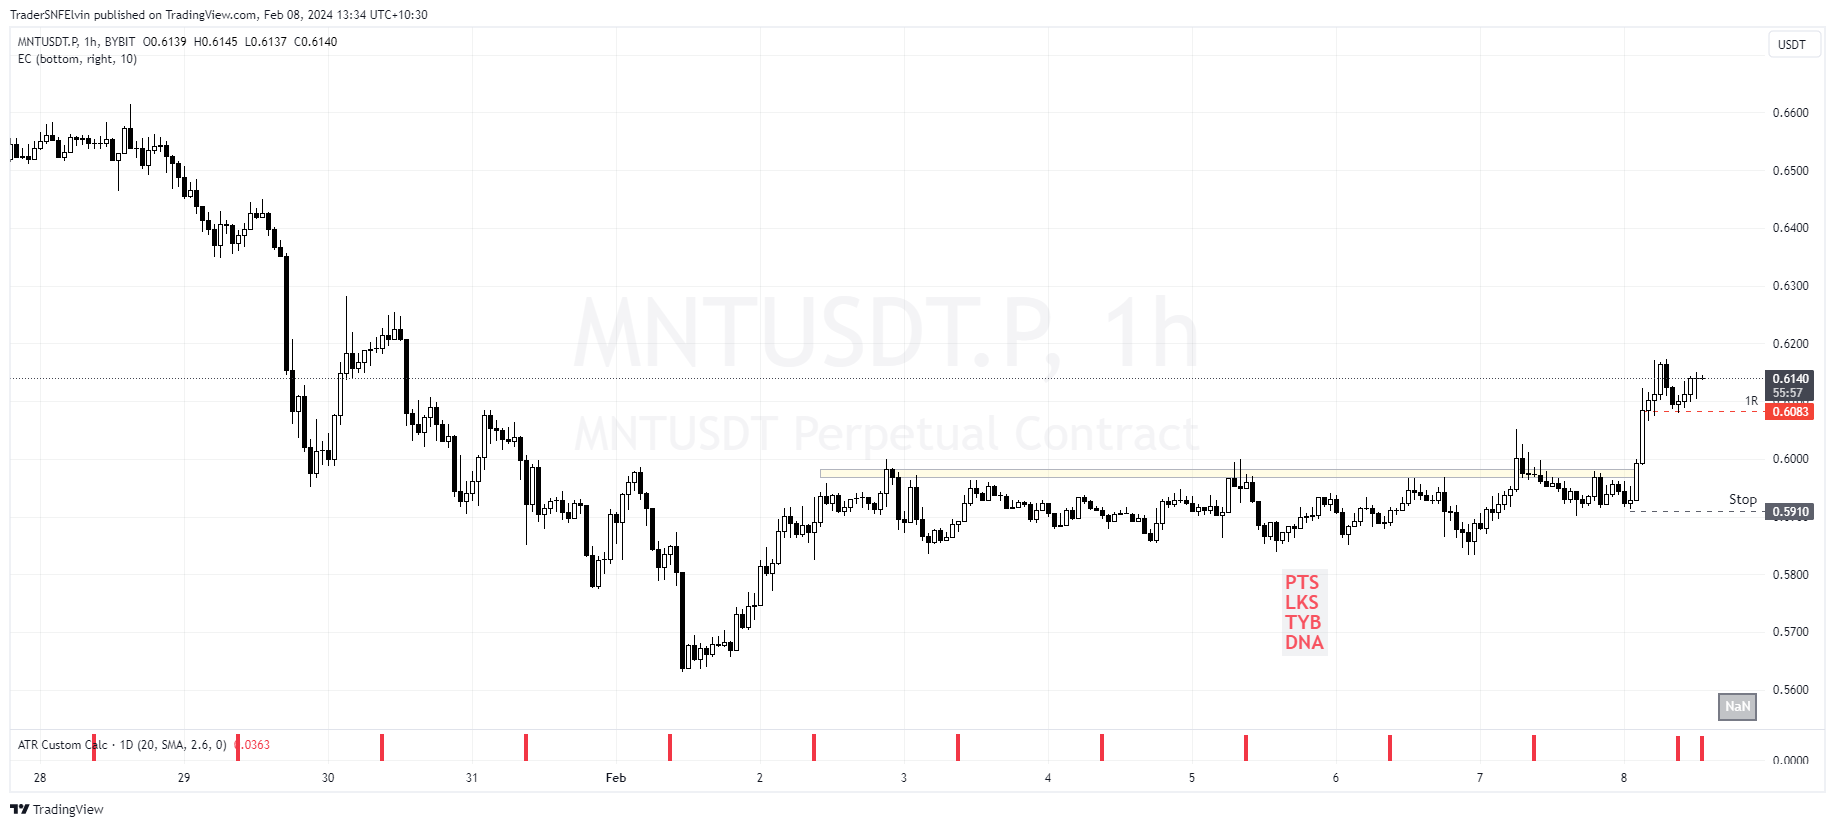 TraderSNFElvin published on TradingView.com, Feb 08, 2024 13:34 UTC+10:30
MNTUSDT.P, 1h, BYBIT O0.6139 H0.6145 L0.6137 C0.6140
EC (bottom, right, 10)
USDT
0.6600
0.6500
0.6400
0.6300
MNTUSDT.P, 1h
0.6200
0.6140
55:57
1R
0.6083
MNTUSDT Perpetual Contract
0.6000
Stop
0.5910
0.5800
PTS
LKS
TYB
DNA
0.5700
0.5600
NaN
ATR Custom Calc · 1D (20, SMA, 2.6, 0) 0.0363
0.0000
28 29 30 31 Feb 2 3 4 5 6 7 8
TradingView